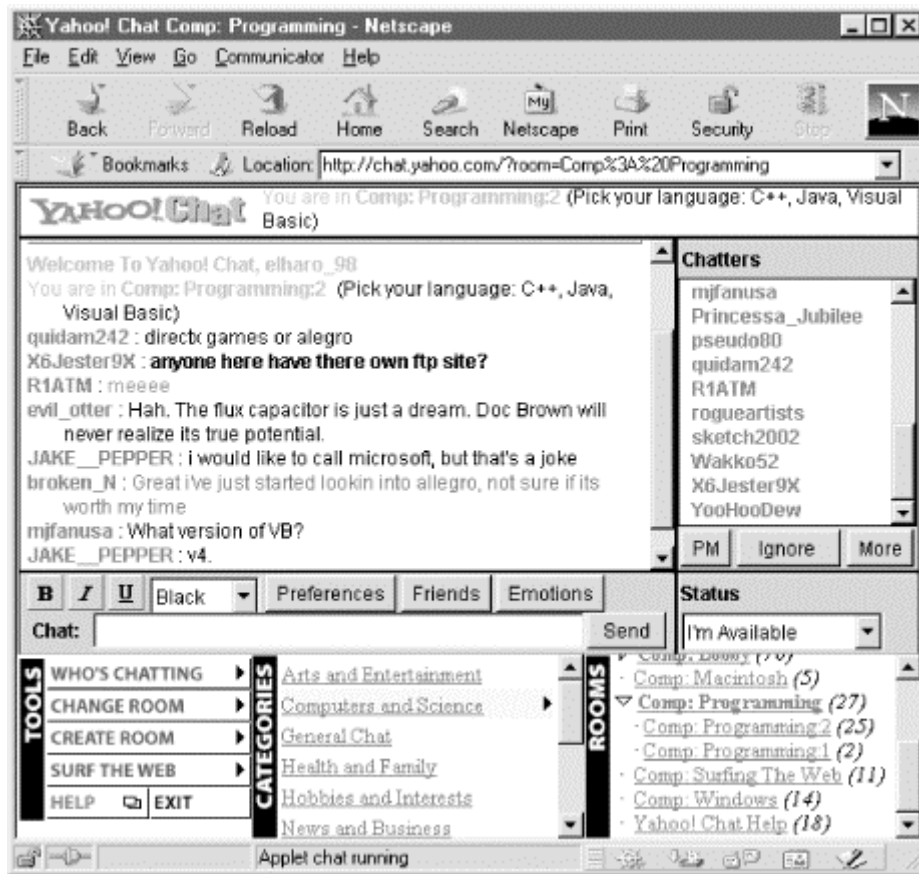 Yahoo! Chat Comp: Programming - Netscape
File Edit View Go Communicator Help
Back Forward Reload Home Search Netscape Print Security Stop
My
N
Bookmarks Location: http://chat.yahoo.com/?room=Comp%3A%20Programming
YAHOO! Chat
You are in Comp: Programming:2 (Pick your language: C++, Java, Visual
Basic)
Welcome To Yahoo! Chat, elharo_98
You are in Comp: Programming:2 (Pick your language: C++, Java,
Visual Basic)
quidam242 : directx games or alegro
X6Jester9X : anyone here have there own ftp site?
R1ATM : meeee
evil_otter : Hah. The flux capacitor is just a dream. Doc Brown will
never realize its true potential.
JAKE__PEPPER : i would like to call microsoft, but that's a joke
broken_N : Great i've just started lookin into allegro, not sure if its
worth my time
mjfanusa : What version of VB?
JAKE__PEPPER : v4.
Chatters
mjfanusa
Princessa_Jubilee
pseudo80
quidam242
R1ATM
rogueartists
sketch2002
Wakko52
X6Jester9X
YooHooDew
PM Ignore More
B I U Black Preferences Friends Emotions
Chat: Send
Status
I'm Available
TOOLS
WHO'S CHATTING
CHANGE ROOM
CREATE ROOM
SURF THE WEB
HELP EXIT
CATEGORIES
Arts and Entertainment
Computers and Science
General Chat
Health and Family
Hobbies and Interests
News and Business
ROOMS
Comp: Lobby (70)
Comp: Macintosh (5)
Comp: Programming (27)
Comp: Programming:2 (25)
Comp: Programming:1 (2)
Comp: Surfing The Web (11)
Comp: Windows (14)
Yahoo! Chat Help (18)
Applet chat running